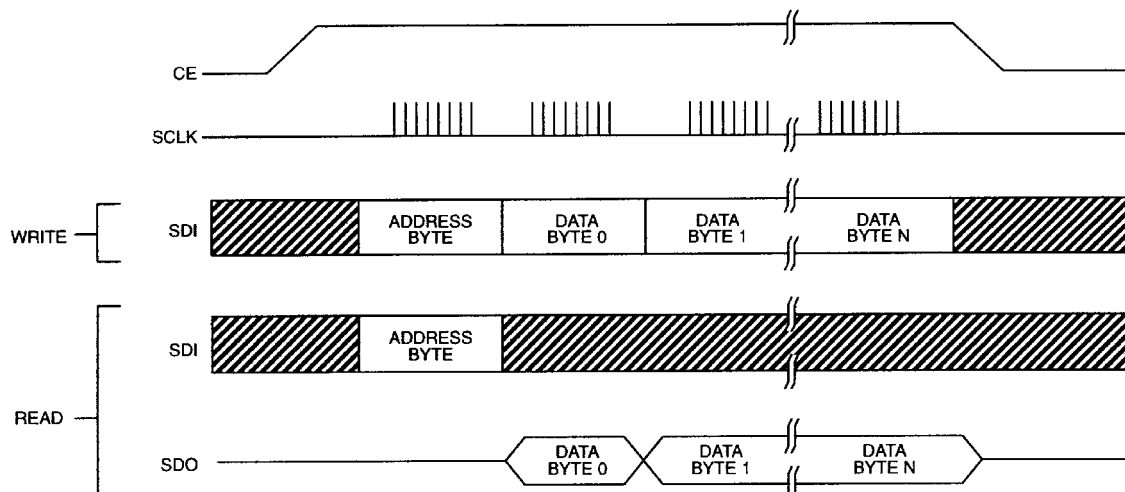 CE
SCLK
WRITE
SDI
ADDRESS
BYTE
DATA
BYTE 0
DATA
BYTE 1
DATA
BYTE N
READ
SDI
ADDRESS
BYTE
SDO
DATA
BYTE 0
DATA
BYTE 1
DATA
BYTE N